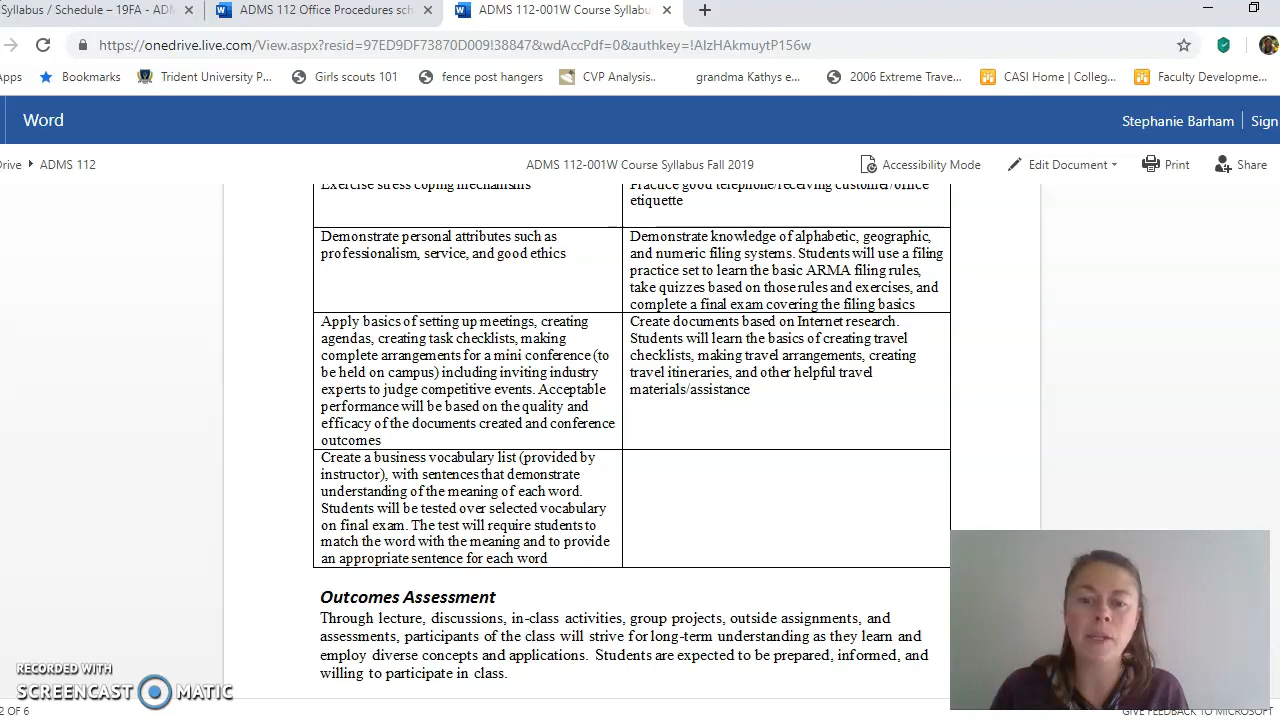 Syllabus / Schedule – 19FA - ADM
ADMS 112 Office Procedures sch
ADMS 112-001W Course Syllabu
https://onedrive.live.com/View.aspx?resid=97ED9DF73870D009!38847&wdAccPdf=0&authkey=!AIzHAkmuytP156w
Apps
Bookmarks
Trident University P...
Girls scouts 101
fence post hangers
CVP Analysis..
grandma Kathys e...
2006 Extreme Trave...
CASI Home | Colleg...
Faculty Developme...
Word
Stephanie Barham
Sign
Drive
ADMS 112
ADMS 112-001W Course Syllabus Fall 2019
Accessibility Mode
Edit Document
Print
Share
Exercise stress coping mechanisms
Practice good telephone/receiving customer/office
etiquette
Demonstrate personal attributes such as
professionalism, service, and good ethics
Demonstrate knowledge of alphabetic, geographic,
and numeric filing systems. Students will use a filing
practice set to learn the basic ARMA filing rules,
take quizzes based on those rules and exercises, and
complete a final exam covering the filing basics
Apply basics of setting up meetings, creating
agendas, creating task checklists, making
complete arrangements for a mini conference (to
be held on campus) including inviting industry
experts to judge competitive events. Acceptable
performance will be based on the quality and
efficacy of the documents created and conference
outcomes
Create documents based on Internet research.
Students will learn the basics of creating travel
checklists, making travel arrangements, creating
travel itineraries, and other helpful travel
materials/assistance
Create a business vocabulary list (provided by
instructor), with sentences that demonstrate
understanding of the meaning of each word.
Students will be tested over selected vocabulary
on final exam. The test will require students to
match the word with the meaning and to provide
an appropriate sentence for each word
Outcomes Assessment
Through lecture, discussions, in-class activities, group projects, outside assignments, and
assessments, participants of the class will strive for long-term understanding as they learn and
employ diverse concepts and applications. Students are expected to be prepared, informed, and
willing to participate in class.
RECORDED WITH
SCREENCAST MATIC
2 OF 6
GIVE FEEDBACK TO MICROSOFT